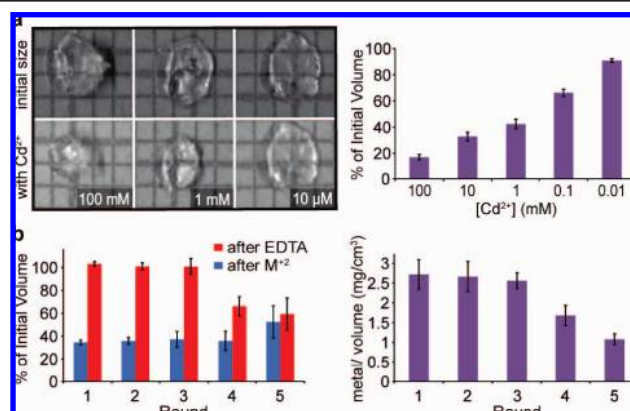 a
initial size
with Cd²⁺
100 mM
1 mM
10 µM
% of Initial Volume
100
80
60
40
20
0
100
10
1
0.1
0.01
[Cd²⁺] (mM)
b
% of Initial Volume
100
80
60
40
20
0
after EDTA
after M⁺²
1
2
3
4
5
Round
metal/ volume (mg/cm³)
3
2.5
2
1.5
1
0.5
0
1
2
3
4
5
Round